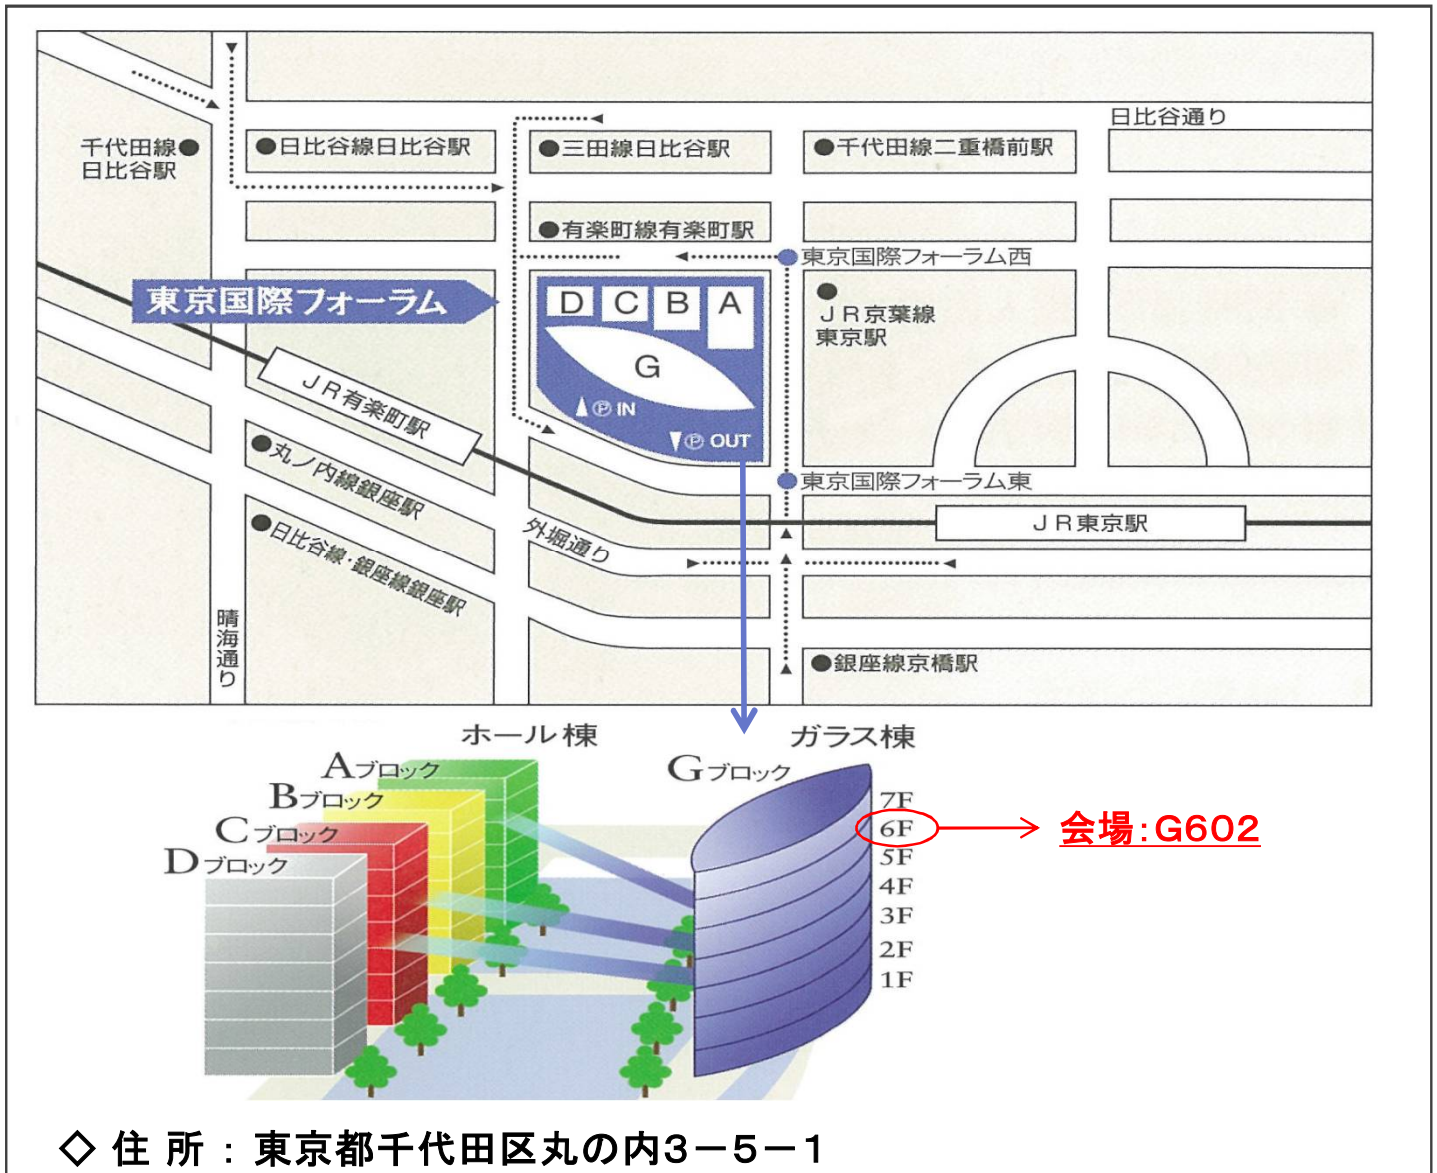 日比谷通り
千代田線●
日比谷駅
●日比谷線日比谷駅
●三田線日比谷駅
●千代田線二重橋前駅
●有楽町線有楽町駅
東京国際フォーラム西
東京国際フォーラム
D C B A
G
Ⓟ IN
Ⓟ OUT
●
JR京葉線
東京駅
JR有楽町駅
●丸ノ内線銀座駅
●日比谷線・銀座線銀座駅
東京国際フォーラム東
JR東京駅
外堀通り
晴海通り
●銀座線京橋駅
ホール棟
ガラス棟
Aブロック
Bブロック
Cブロック
Dブロック
Gブロック
7F
6F
会場:G602
5F
4F
3F
2F
1F
◇ 住 所 : 東京都千代田区丸の内3-5-1